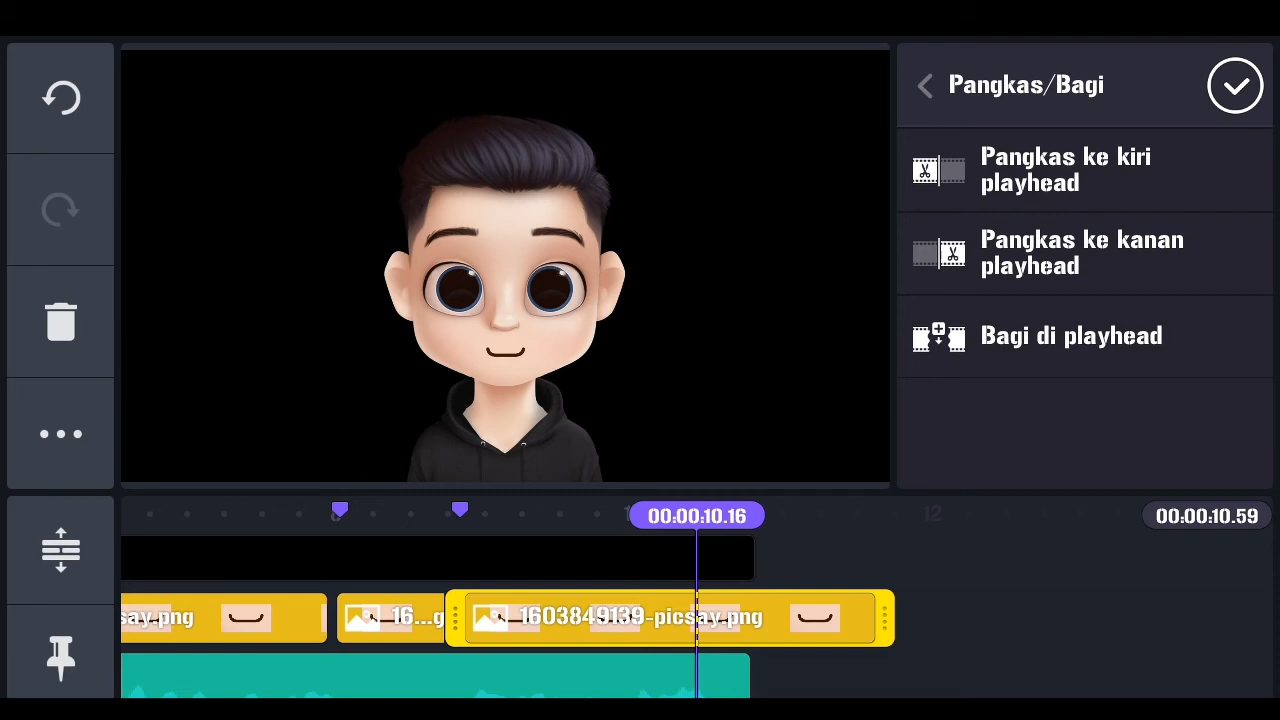 Pangkas/Bagi
Pangkas ke kiri
playhead
Pangkas ke kanan
playhead
Bagi di playhead
00:00:10.16
12
00:00:10.59
say.png
16...g
1603849139-picsay.png